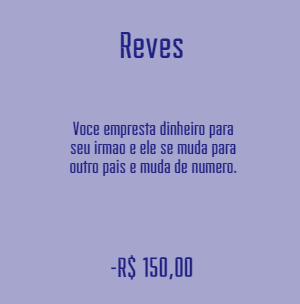 Reves
Voce empresta dinheiro para
seu irmao e ele se muda para
outro pais e muda de numero.
-R$ 150,00